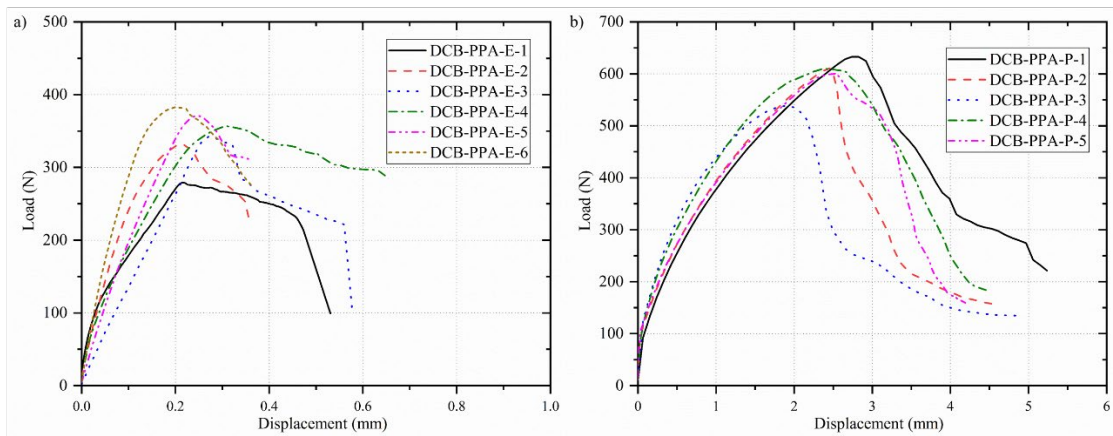 a)
500
400
300
200
100
0
Load (N)
0.0
0.2
0.4
0.6
0.8
1.0
Displacement (mm)
DCB-PPA-E-1
DCB-PPA-E-2
DCB-PPA-E-3
DCB-PPA-E-4
DCB-PPA-E-5
DCB-PPA-E-6
b)
700
600
500
400
300
200
100
0
Load (N)
0
1
2
3
4
5
6
Displacement (mm)
DCB-PPA-P-1
DCB-PPA-P-2
DCB-PPA-P-3
DCB-PPA-P-4
DCB-PPA-P-5